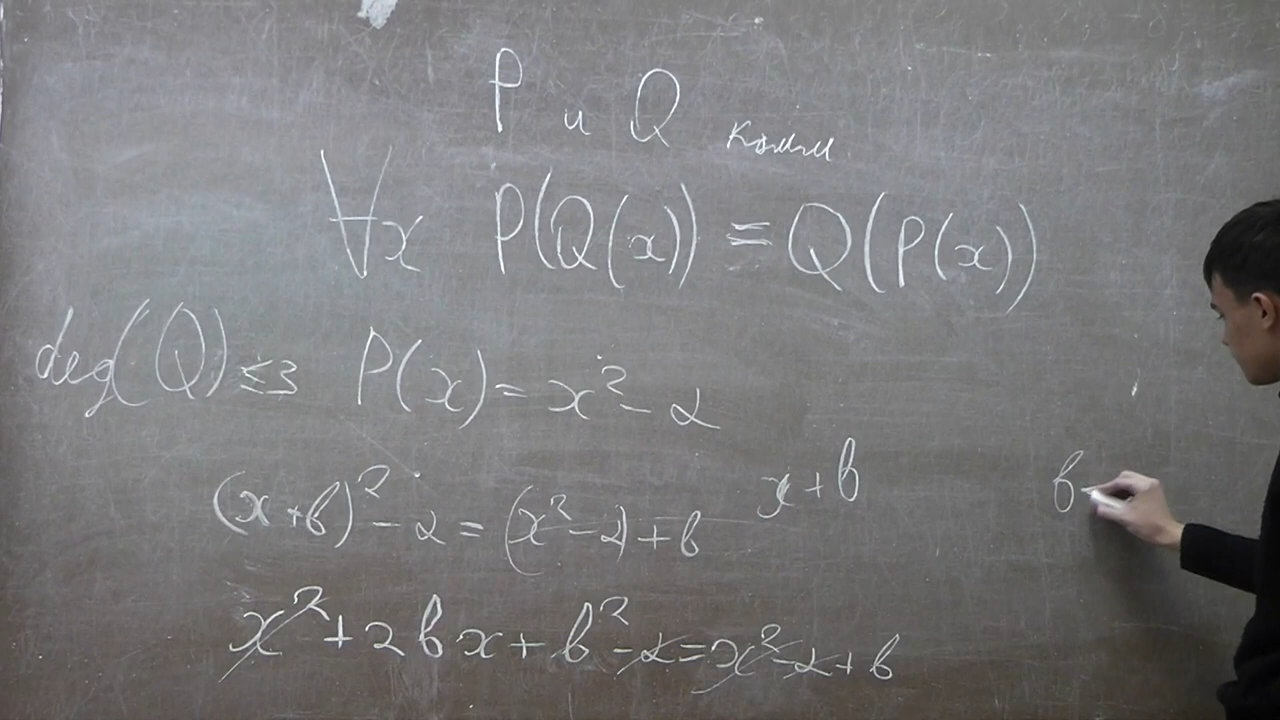 P и Q комм
∀x P(Q(x)) = Q(P(x))
deg(Q) ≤3 P(x) = x² - α
(x+b)² - α = (x² - α) + b x + b b
x² + 2bx + b² - α = x² - α + b